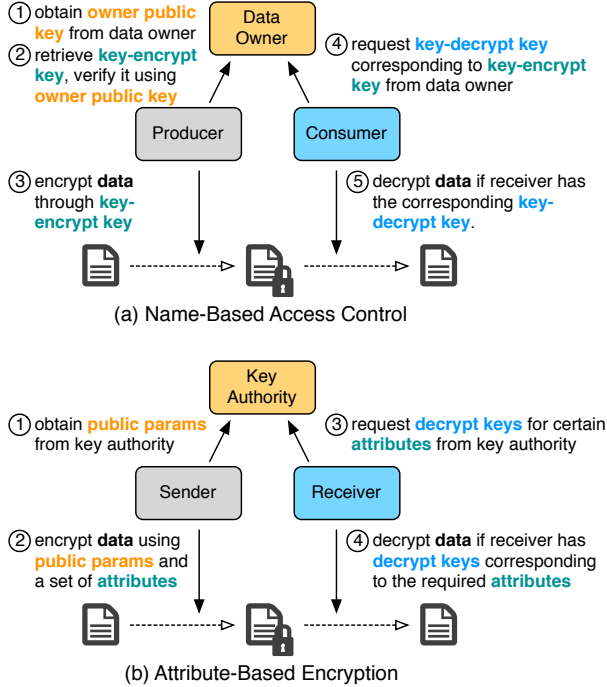 ① obtain owner public
key from data owner
② retrieve key-encrypt
key, verify it using
owner public key
Data
Owner
④ request key-decrypt key
corresponding to key-encrypt
key from data owner
Producer
Consumer
③ encrypt data
through key-
encrypt key
⑤ decrypt data if receiver has
the corresponding key-
decrypt key.
(a) Name-Based Access Control
Key
Authority
① obtain public params
from key authority
③ request decrypt keys for certain
attributes from key authority
Sender
Receiver
② encrypt data using
public params and
a set of attributes
④ decrypt data if receiver has
decrypt keys corresponding
to the required attributes
(b) Attribute-Based Encryption